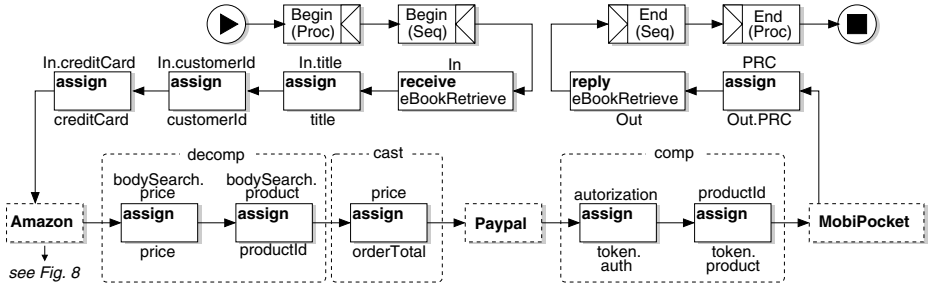 Begin
(Proc)
Begin
(Seq)
End
(Seq)
End
(Proc)
In.creditCard
assign
creditCard
In.customerId
assign
customerId
In.title
assign
title
In
receive
eBookRetrieve
reply
eBookRetrieve
Out
PRC
assign
Out.PRC
decomp
cast
comp
Amazon
see Fig. 8
bodySearch.
price
assign
price
bodySearch.
product
assign
productId
price
assign
orderTotal
Paypal
autorization
assign
token.
auth
productId
assign
token.
product
MobiPocket